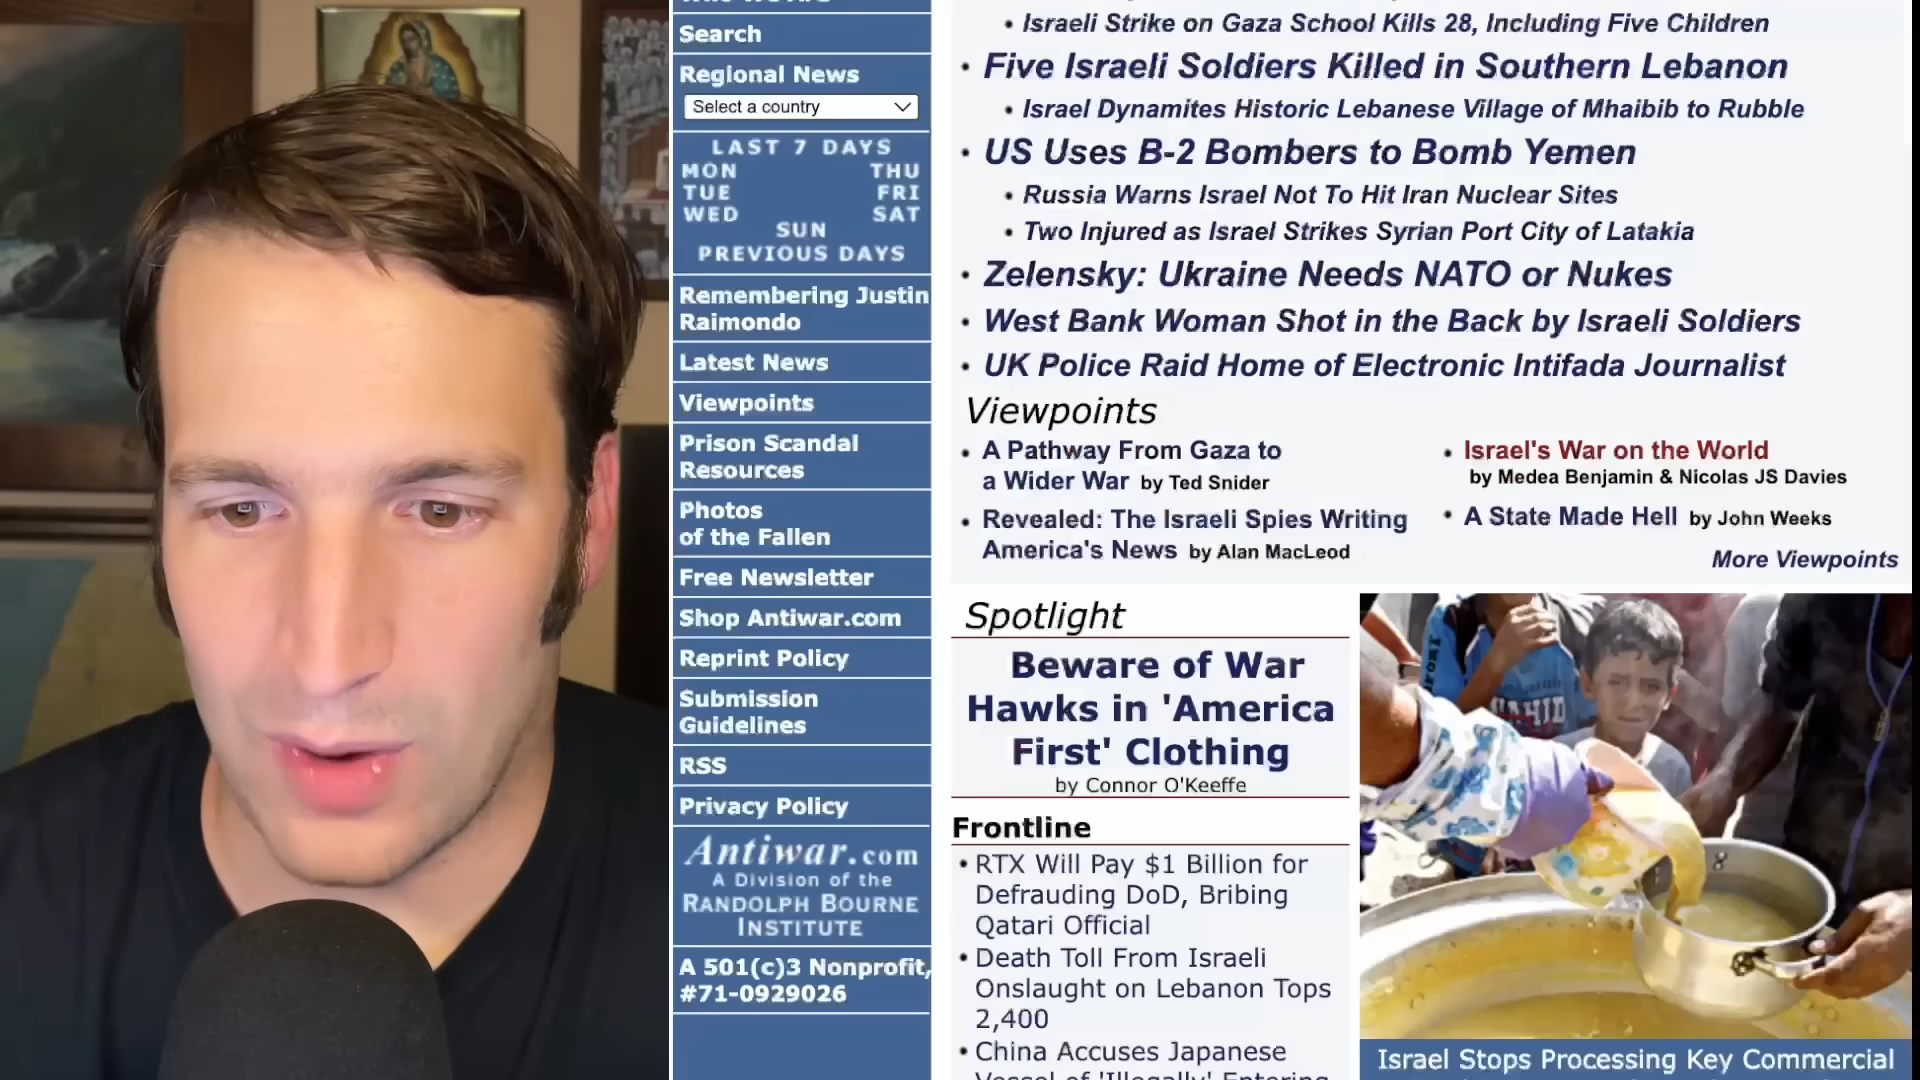 Search
Regional News
Select a country
LAST 7 DAYS
MON THU
TUE FRI
WED SAT
SUN
PREVIOUS DAYS
Remembering Justin
Raimondo
Latest News
Viewpoints
Prison Scandal
Resources
Photos
of the Fallen
Free Newsletter
Shop Antiwar.com
Reprint Policy
Submission
Guidelines
RSS
Privacy Policy
Antiwar.com
A Division of the
RANDOLPH BOURNE
INSTITUTE
A 501(c)3 Nonprofit,
#71-0929026
• Israeli Strike on Gaza School Kills 28, Including Five Children
• Five Israeli Soldiers Killed in Southern Lebanon
• Israel Dynamites Historic Lebanese Village of Mhaibib to Rubble
• US Uses B-2 Bombers to Bomb Yemen
• Russia Warns Israel Not To Hit Iran Nuclear Sites
• Two Injured as Israel Strikes Syrian Port City of Latakia
• Zelensky: Ukraine Needs NATO or Nukes
• West Bank Woman Shot in the Back by Israeli Soldiers
• UK Police Raid Home of Electronic Intifada Journalist
Viewpoints
• A Pathway From Gaza to
a Wider War by Ted Snider
• Revealed: The Israeli Spies Writing
America's News by Alan MacLeod
• Israel's War on the World
by Medea Benjamin & Nicolas JS Davies
• A State Made Hell by John Weeks
More Viewpoints
Spotlight
Beware of War
Hawks in 'America
First' Clothing
by Connor O'Keeffe
Frontline
• RTX Will Pay $1 Billion for
Defrauding DoD, Bribing
Qatari Official
• Death Toll From Israeli
Onslaught on Lebanon Tops
2,400
• China Accuses Japanese
Vessel of 'Illegally' Entering
Israel Stops Processing Key Commercial